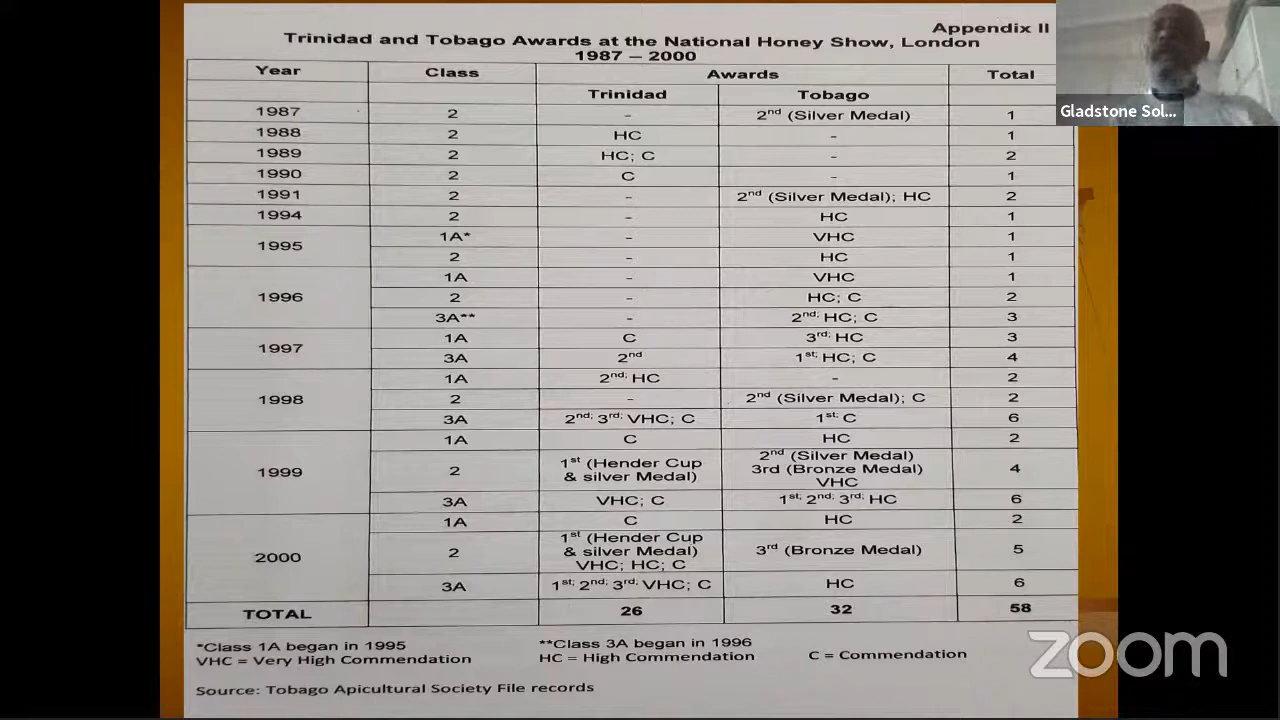 Appendix II
Trinidad and Tobago Awards at the National Honey Show, London
1987 – 2000
Year Class Awards Total
Trinidad Tobago
1987 2 - 2nd (Silver Medal) 1
1988 2 HC - 1
1989 2 HC; C - 2
1990 2 C - 1
1991 2 - 2nd (Silver Medal); HC 2
1994 2 - HC 1
1995 1A* - VHC 1
2 - HC 1
1996 1A - VHC 1
2 - HC; C 2
3A** - 2nd; HC; C 3
1997 1A C 3rd; HC 3
3A 2nd 1st; HC; C 4
1998 1A 2nd; HC - 2
2 - 2nd (Silver Medal); C 2
3A 2nd; 3rd; VHC; C 1st; C 6
1999 1A C HC 2
2 1st (Hender Cup & silver Medal) 2nd (Silver Medal) 3rd (Bronze Medal) VHC 4
3A VHC; C 1st; 2nd; 3rd; HC 6
2000 1A C HC 2
2 1st (Hender Cup & silver Medal) VHC; HC; C 3rd (Bronze Medal) 5
3A 1st; 2nd; 3rd; VHC; C HC 6
TOTAL 26 32 58
*Class 1A began in 1995 **Class 3A began in 1996
VHC = Very High Commendation HC = High Commendation C = Commendation
Source: Tobago Apicultural Society File records
Gladstone Sol...
zoom